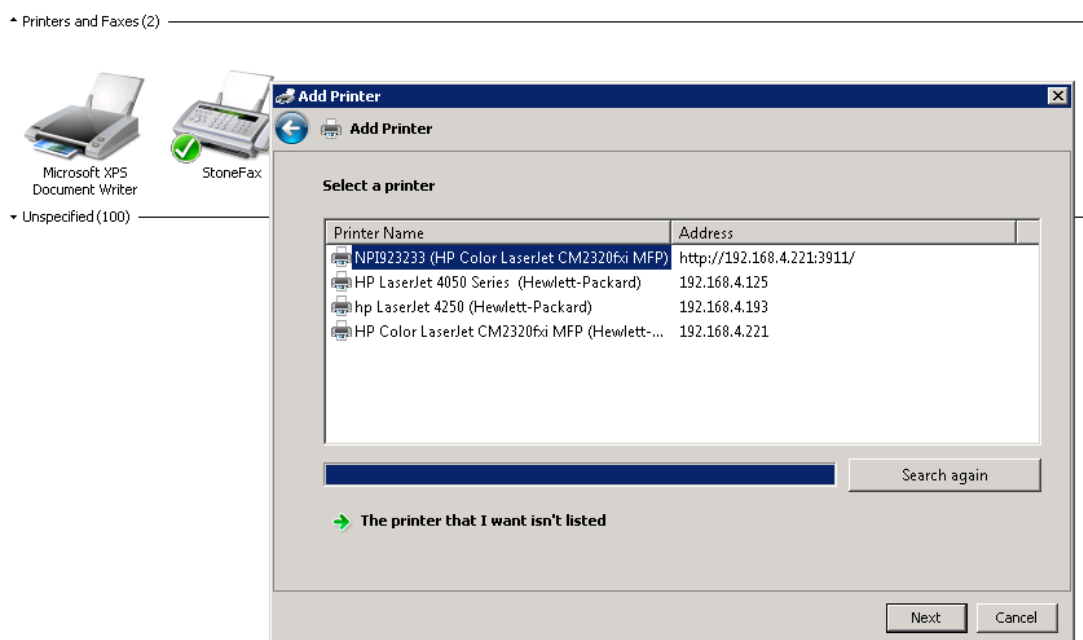 Printers and Faxes (2)
Microsoft XPS
Document Writer
StoneFax
Unspecified (100)
Add Printer
Add Printer
Select a printer
Printer Name Address
NPI923233 (HP Color LaserJet CM2320fxi MFP) http://192.168.4.221:3911/
HP LaserJet 4050 Series  (Hewlett-Packard) 192.168.4.125
hp LaserJet 4250 (Hewlett-Packard) 192.168.4.193
HP Color LaserJet CM2320fxi MFP (Hewlett-... 192.168.4.221
Search again
The printer that I want isn't listed
Next Cancel